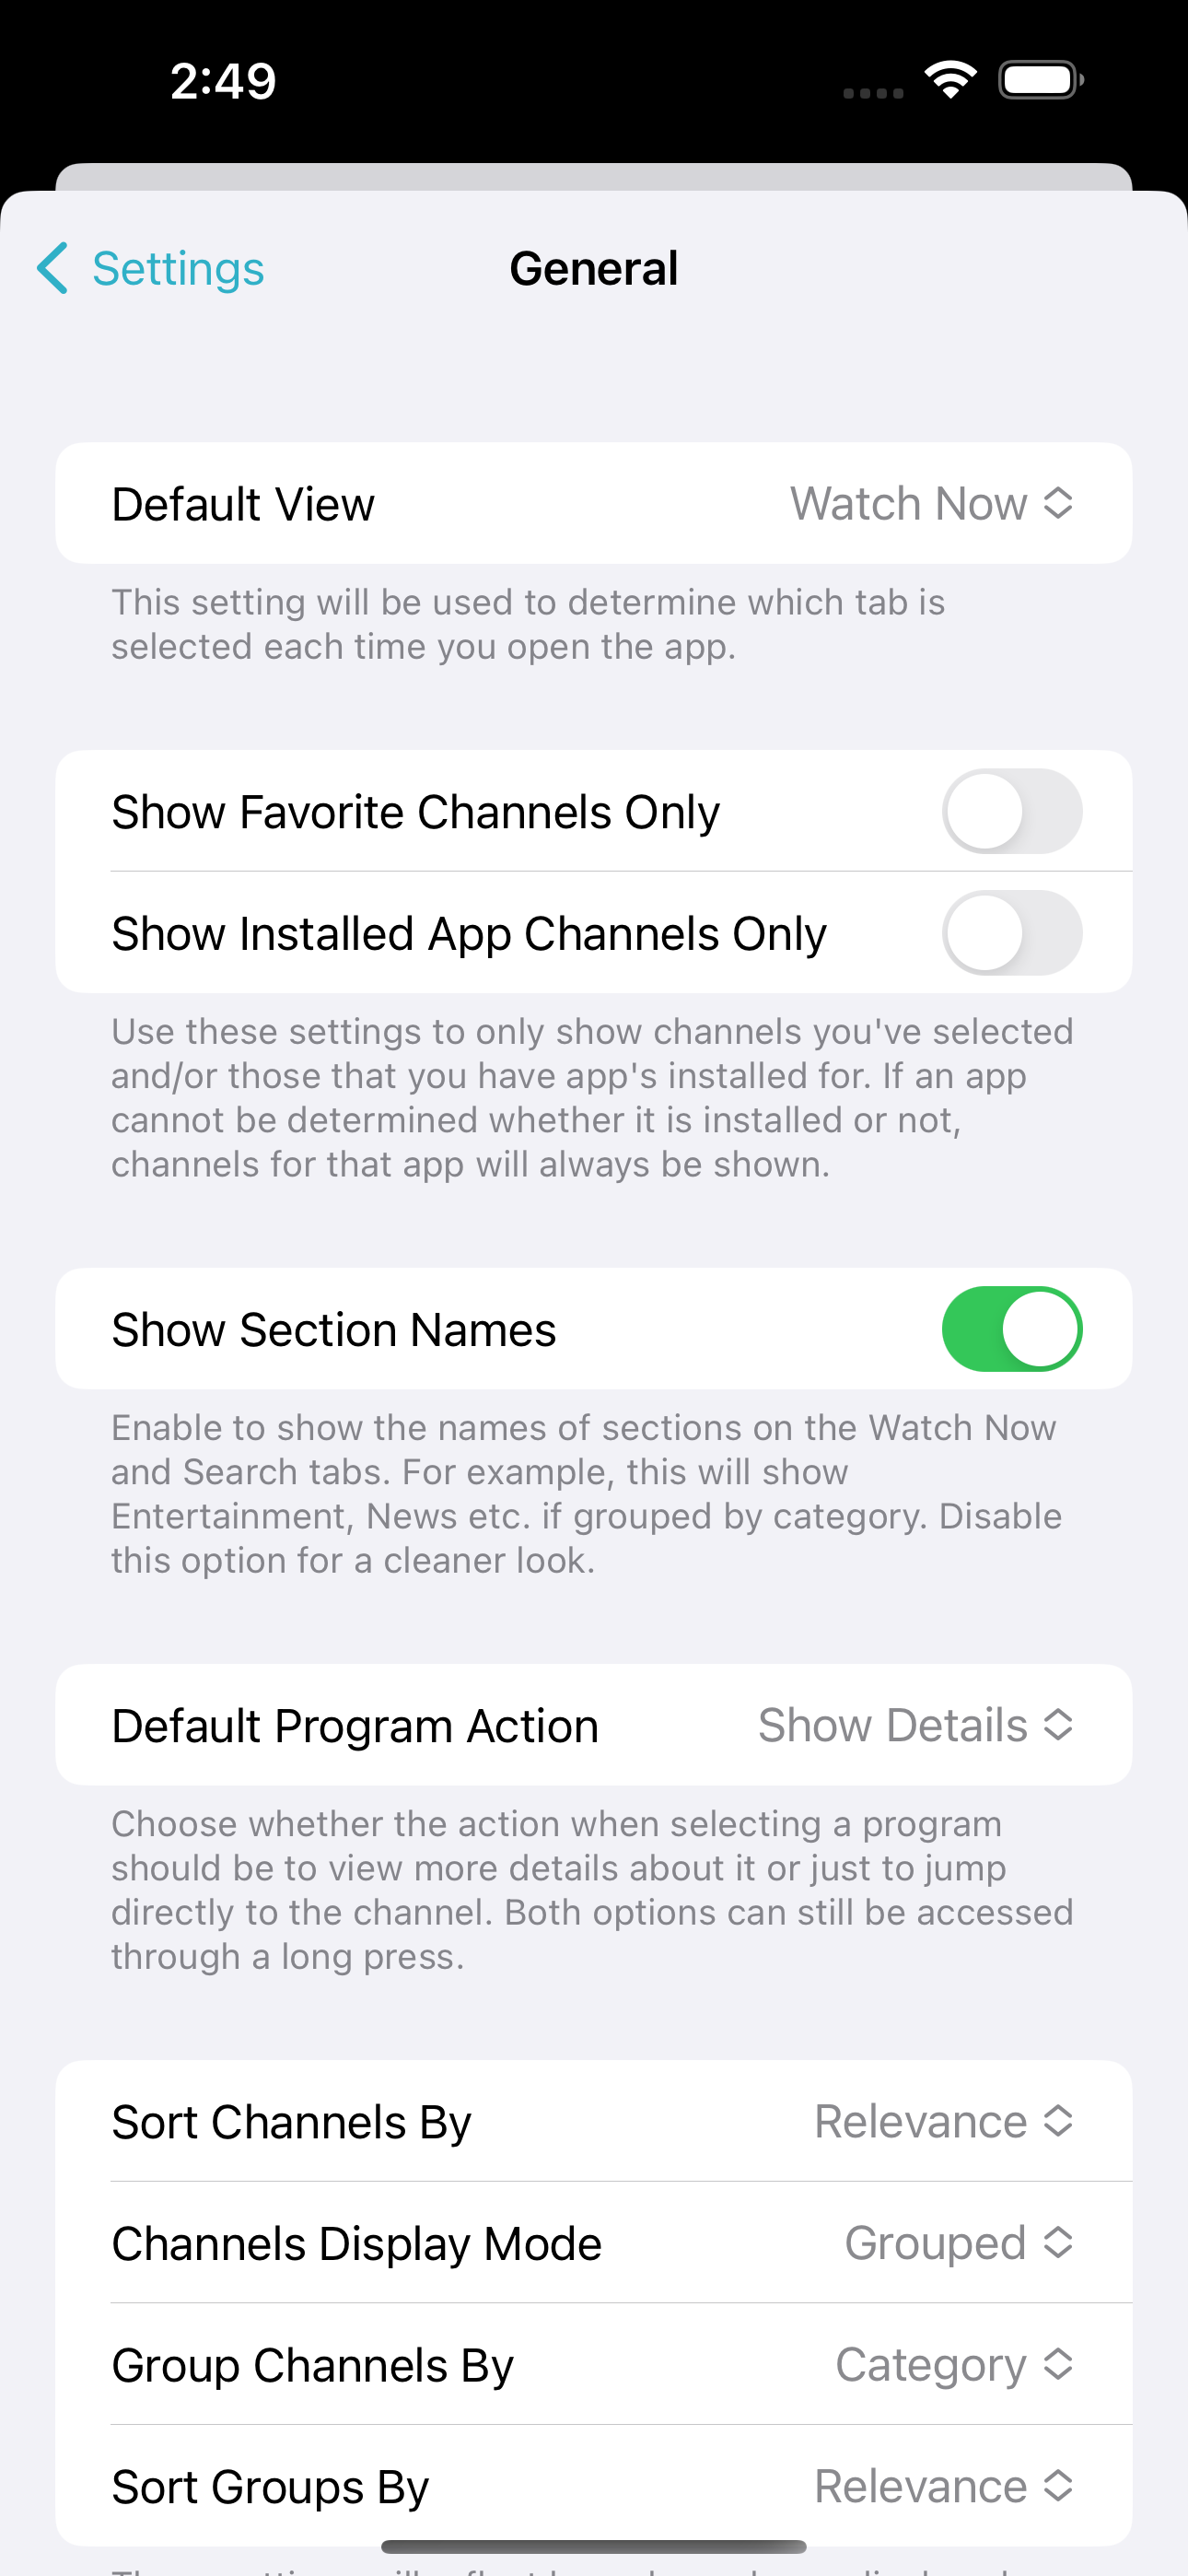 2:49
Settings
General
Default View
Watch Now
This setting will be used to determine which tab is
selected each time you open the app.
Show Favorite Channels Only
Show Installed App Channels Only
Use these settings to only show channels you've selected
and/or those that you have app's installed for. If an app
cannot be determined whether it is installed or not,
channels for that app will always be shown.
Show Section Names
Enable to show the names of sections on the Watch Now
and Search tabs. For example, this will show
Entertainment, News etc. if grouped by category. Disable
this option for a cleaner look.
Default Program Action
Show Details
Choose whether the action when selecting a program
should be to view more details about it or just to jump
directly to the channel. Both options can still be accessed
through a long press.
Sort Channels By
Relevance
Channels Display Mode
Grouped
Group Channels By
Category
Sort Groups By
Relevance